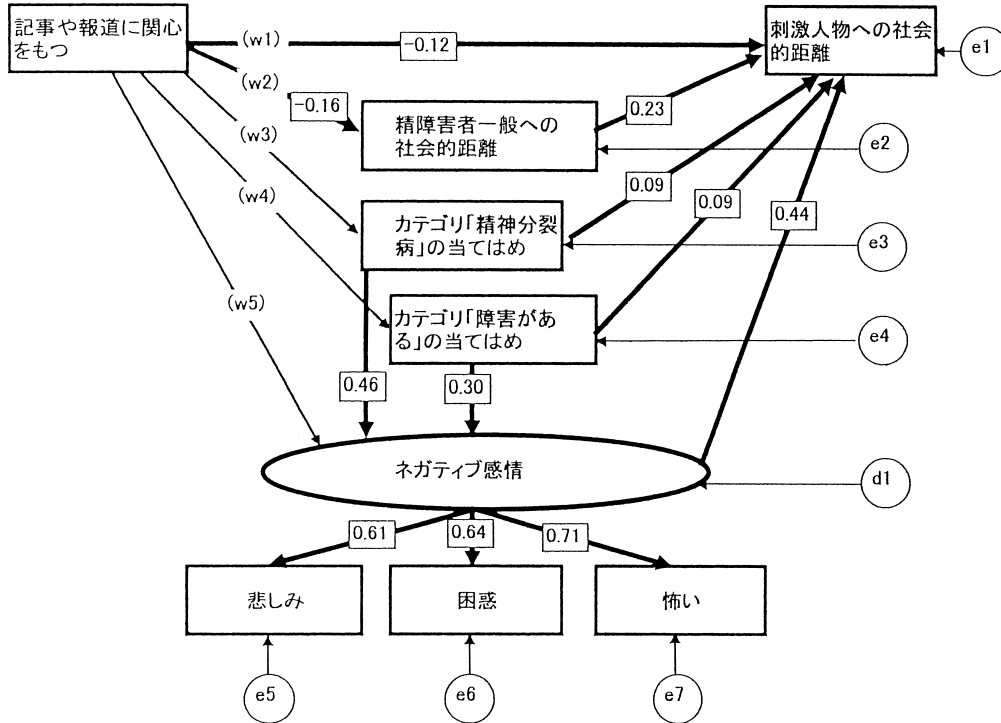 記事や報道に関心
をもつ
(w1)
-0.12
刺激人物への社会
的距離
e1
(w2)
-0.16
0.23
精障害者一般への
社会的距離
e2
(w3)
0.09
カテゴリ「精神分裂
病」の当てはめ
e3
(w4)
0.09
0.44
カテゴリ「障害があ
る」の当てはめ
e4
(w5)
0.46
0.30
ネガティブ感情
d1
0.61
0.64
0.71
悲しみ
困惑
怖い
e5
e6
e7